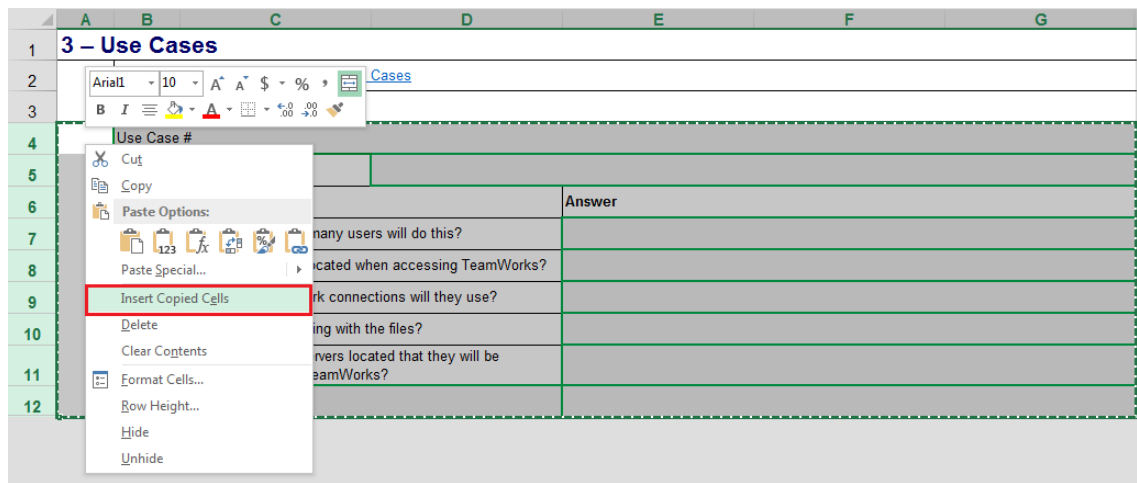 A B C D E F G
1 3 – Use Cases
2 Cases
Arial1 10 A A $ % ,
3 B I A .0 .00 .00 .0
4 Use Case #
Cut
5
Copy
6 Paste Options: Answer
7 123 fx % many users will do this?
8 Paste Special... ocated when accessing TeamWorks?
9 Insert Copied Cells rk connections will they use?
10 Delete ing with the files?
Clear Contents rvers located that they will be
11 Format Cells... eamWorks?
12 Row Height...
Hide
Unhide